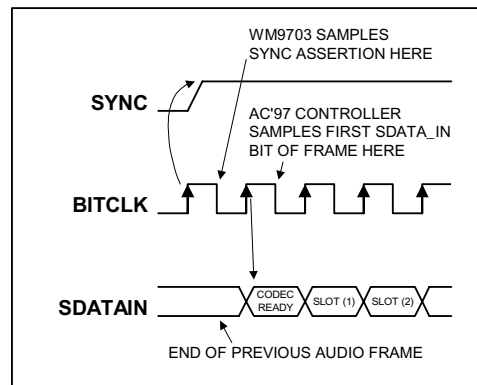 WM9703 SAMPLES
SYNC ASSERTION HERE
SYNC
AC'97 CONTROLLER
SAMPLES FIRST SDATA_IN
BIT OF FRAME HERE
BITCLK
SDATAIN
CODEC
READY
SLOT (1)
SLOT (2)
END OF PREVIOUS AUDIO FRAME